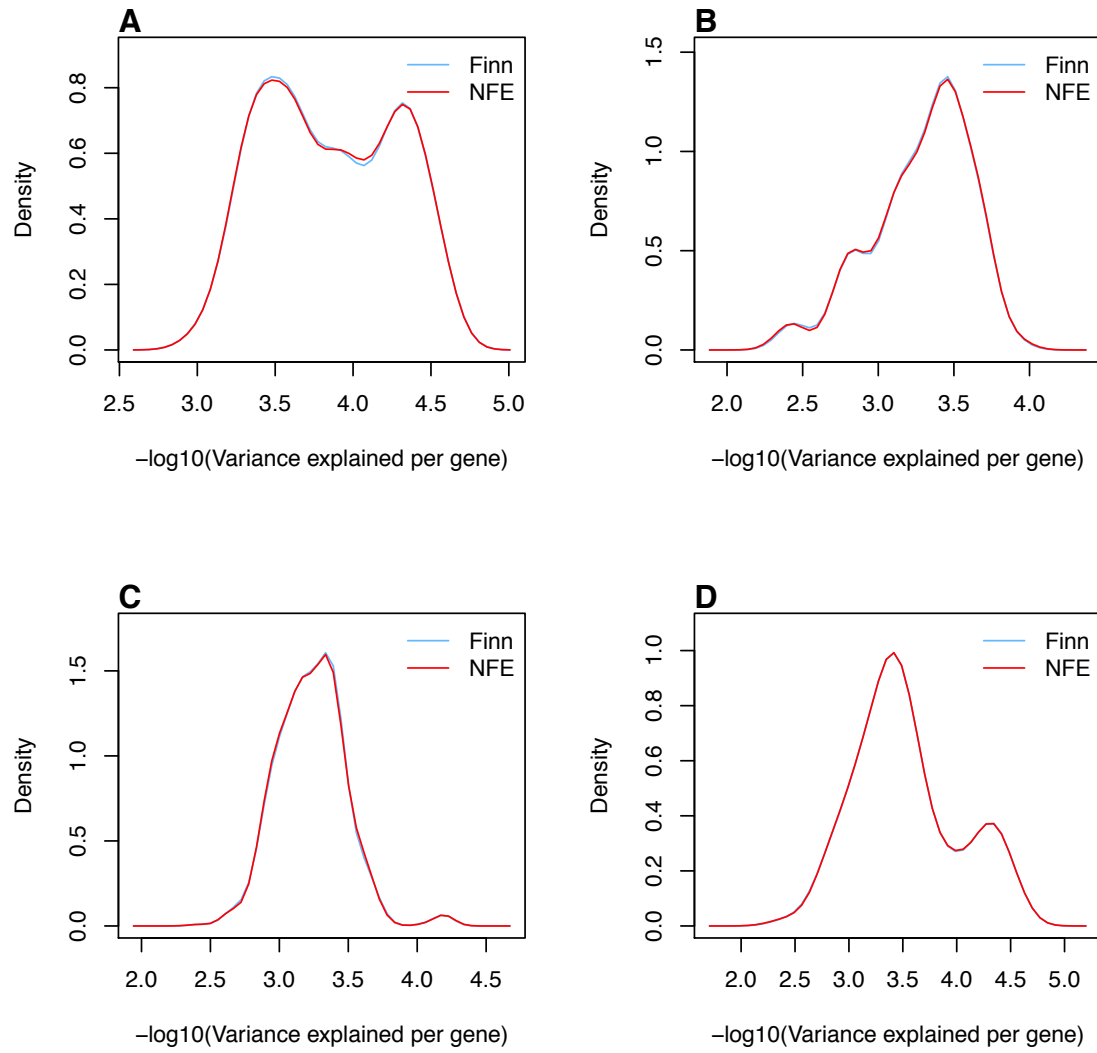 A
Finn
NFE
Density
0.0 0.2 0.4 0.6 0.8
2.5 3.0 3.5 4.0 4.5 5.0
−log10(Variance explained per gene)
B
Finn
NFE
Density
0.0 0.5 1.0 1.5
2.0 2.5 3.0 3.5 4.0
−log10(Variance explained per gene)
C
Finn
NFE
Density
0.0 0.5 1.0 1.5
2.0 2.5 3.0 3.5 4.0 4.5
−log10(Variance explained per gene)
D
Finn
NFE
Density
0.0 0.2 0.4 0.6 0.8 1.0
2.0 2.5 3.0 3.5 4.0 4.5 5.0
−log10(Variance explained per gene)